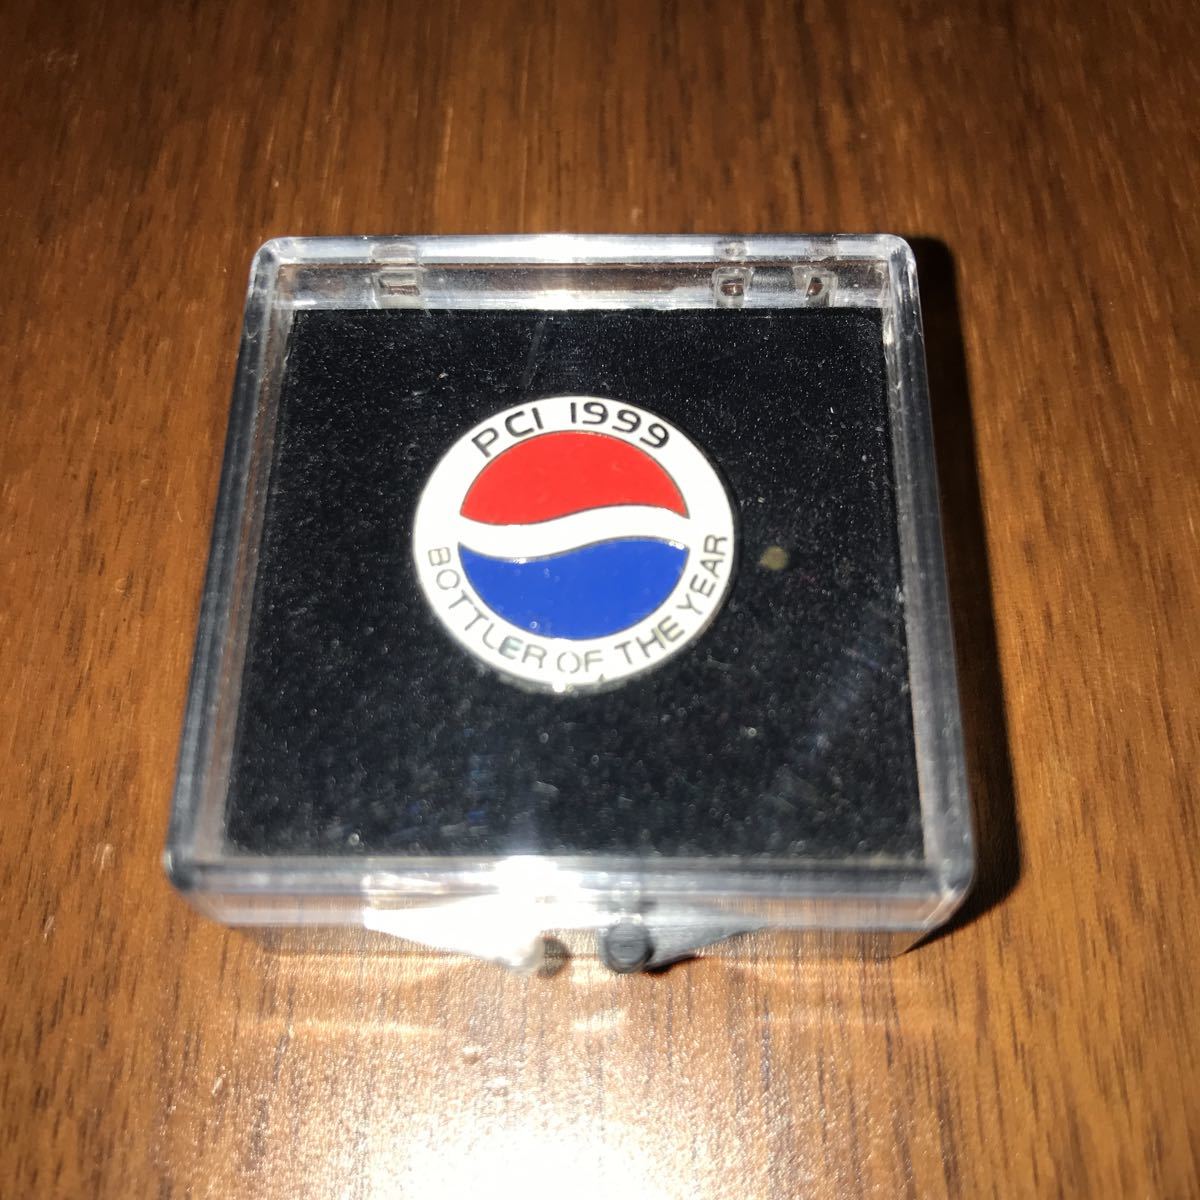 PCI 1999
BOTTLER OF THE YEAR